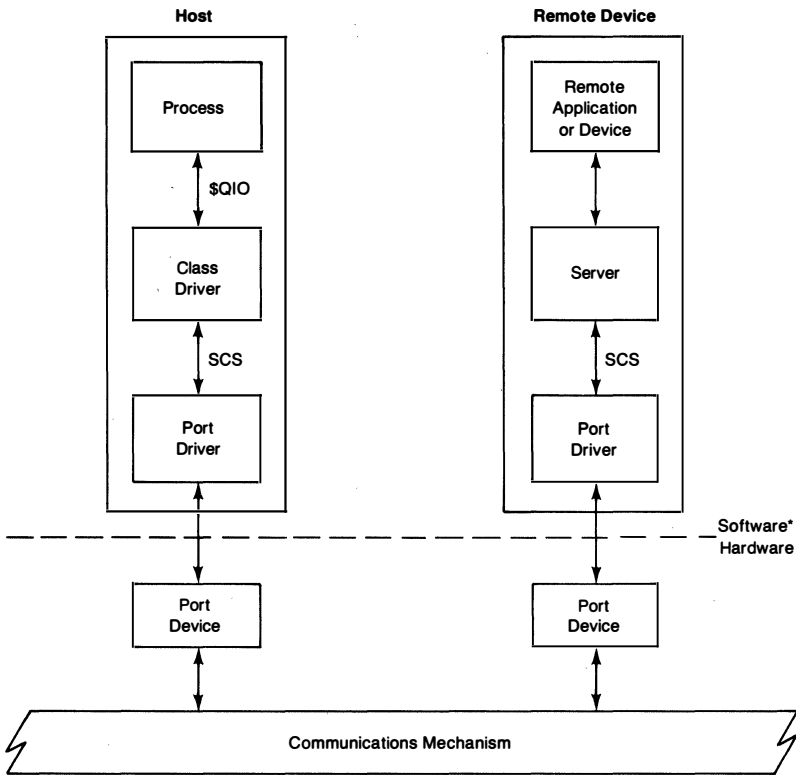 Host
Process
$QIO
Class
Driver
SCS
Port
Driver
Port
Device
Remote Device
Remote
Application
or Device
Server
SCS
Port
Driver
Software*
Hardware
Port
Device
Communications Mechanism